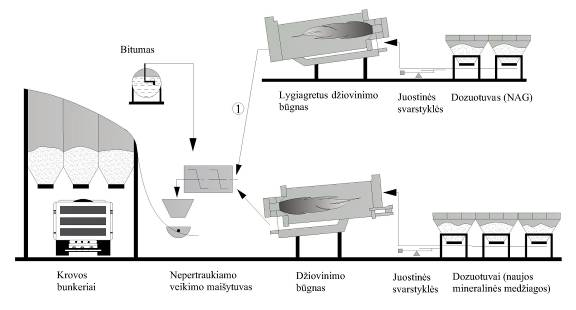 Bitumas
Lygiagretus džiovinimo
būgnas
Juostinės
svarstyklės
Dozuotuvas (NAG)
①
Krovos
bunkeriai
Nepertraukiamo
veikimo maišytuvas
Džiovinimo
būgnas
Juostinės
svarstyklės
Dozuotuvai (naujos
mineralinės medžiagos)